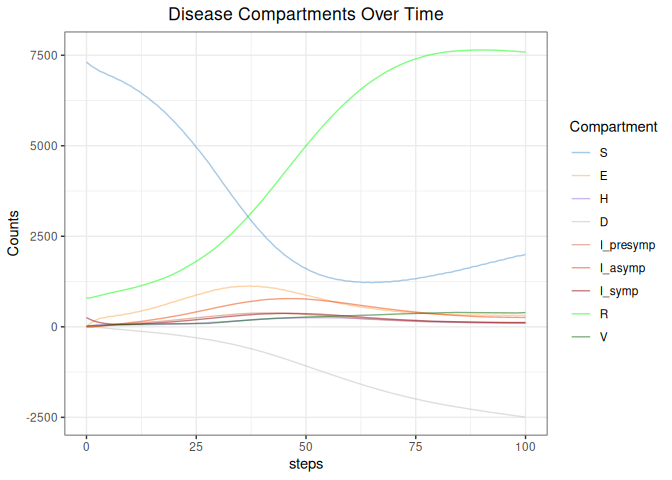 Disease Compartments Over Time
Counts
7500
5000
2500
0
-2500
0 25 50 75 100
steps
Compartment
S
E
H
D
I_presymp
I_asymp
I_symp
R
V